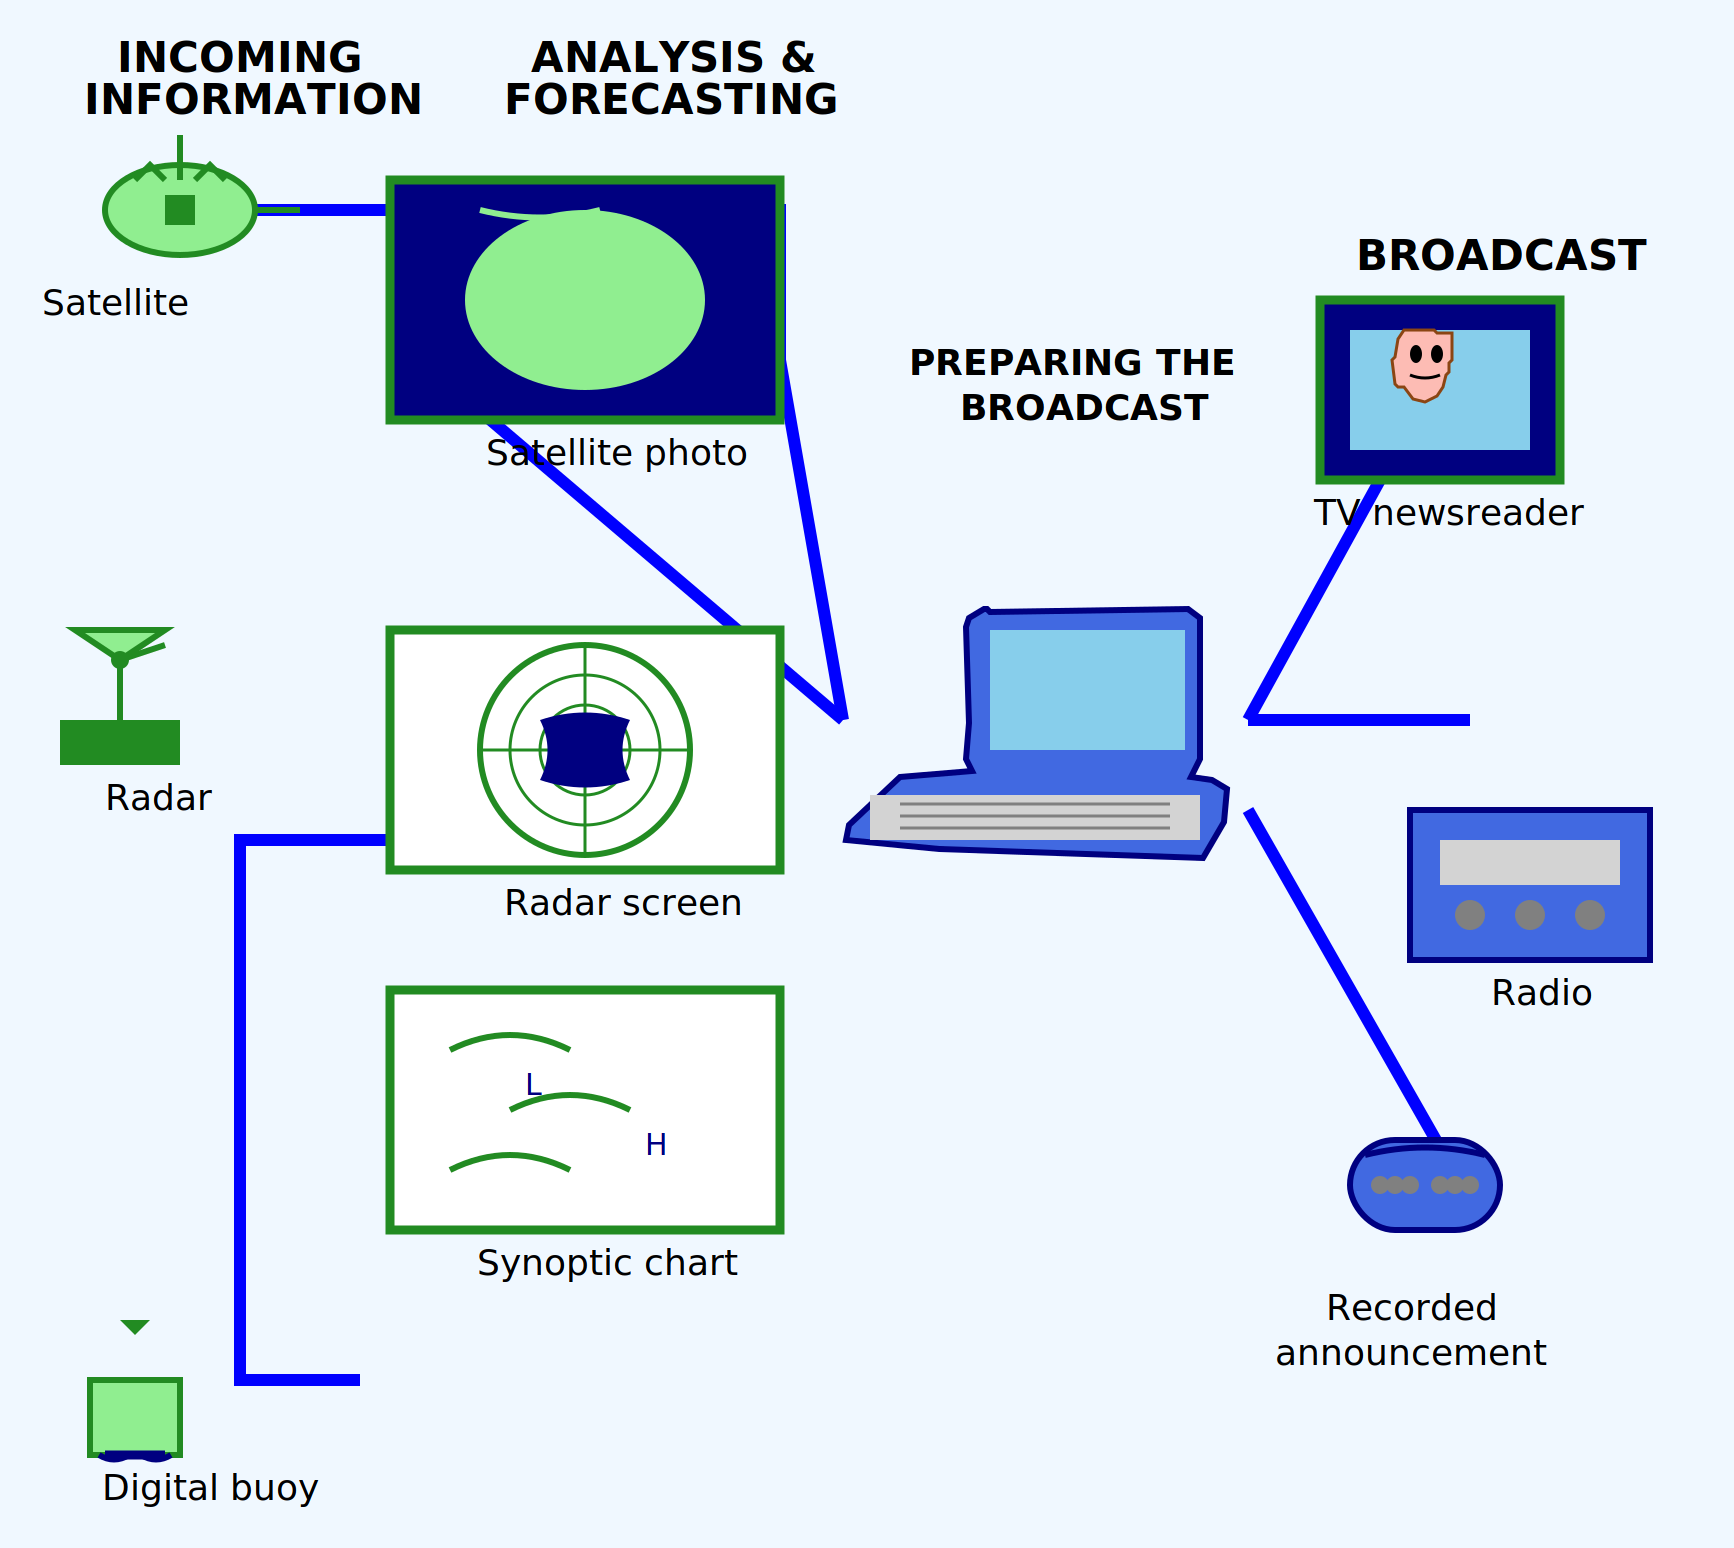 INCOMING
INFORMATION
ANALYSIS &
FORECASTING
Satellite
Satellite photo
PREPARING THE
BROADCAST
BROADCAST
TV newsreader
Radar
Radar screen
Radio
L
H
Synoptic chart
Recorded
announcement
Digital buoy